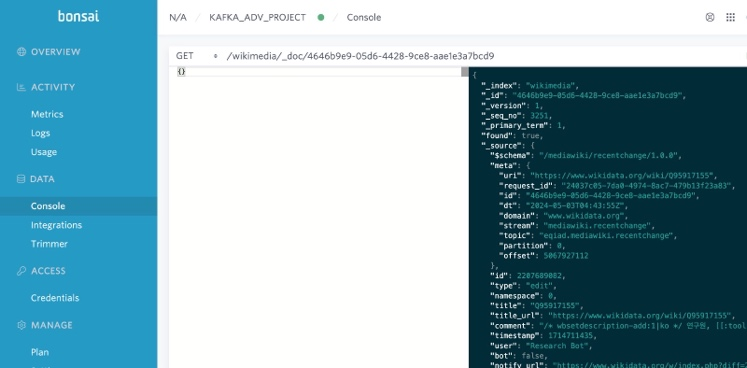 bonsai
N/A / KAFKA_ADV_PROJECT / Console
OVERVIEW
ACTIVITY
Metrics
Logs
Usage
DATA
Console
Integrations
Trimmer
ACCESS
Credentials
MANAGE
Plan
GET /wikimedia/_doc/4646b9e9-05d6-4428-9ce8-aae1e3a7bcd9
{}
{
"_index": "wikimedia",
"_id": "4646b9e9-05d6-4428-9ce8-aae1e3a7bcd9",
"_version": 1,
"_seq_no": 3251,
"_primary_term": 1,
"found": true,
"_source": {
"$schema": "/mediawiki/recentchange/1.0.0",
"meta": {
"uri": "https://www.wikidata.org/wiki/Q95917155",
"request_id": "24037c05-7da0-4974-8ac7-479b13f23a83",
"id": "4646b9e9-05d6-4428-9ce8-aae1e3a7bcd9",
"dt": "2024-05-03T04:43:55Z",
"domain": "www.wikidata.org",
"stream": "mediawiki.recentchange",
"topic": "eqiad.mediawiki.recentchange",
"partition": 0,
"offset": 5067927112
},
"id": 2207689082,
"type": "edit",
"namespace": 0,
"title": "Q95917155",
"title_url": "https://www.wikidata.org/wiki/Q95917155",
"comment": "/* wbsetdescription-add:1|ko */ 연구원, [[:tool
"timestamp": 1714711435,
"user": "Research Bot",
"bot": false,
"notify_url": "https://www.wikidata.org/w/index.php?diff=2